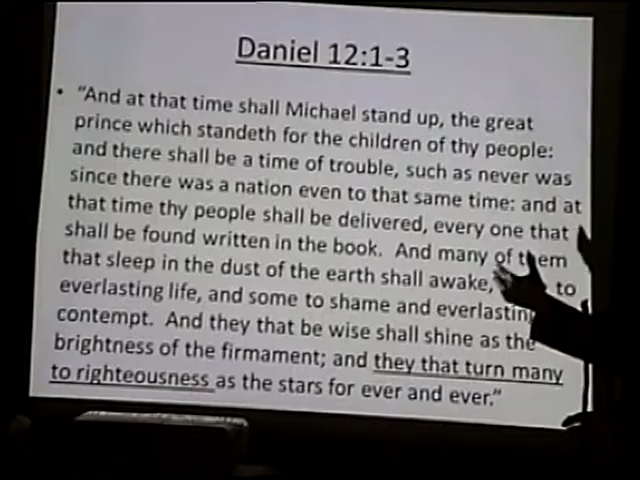 Daniel 12:1-3
• "And at that time shall Michael stand up, the great
prince which standeth for the children of thy people:
and there shall be a time of trouble, such as never was
since there was a nation even to that same time: and at
that time thy people shall be delivered, every one that
shall be found written in the book. And many of them
that sleep in the dust of the earth shall awake, to
everlasting life, and some to shame and everlasting
contempt. And they that be wise shall shine as the
brightness of the firmament; and they that turn many
to righteousness as the stars for ever and ever."